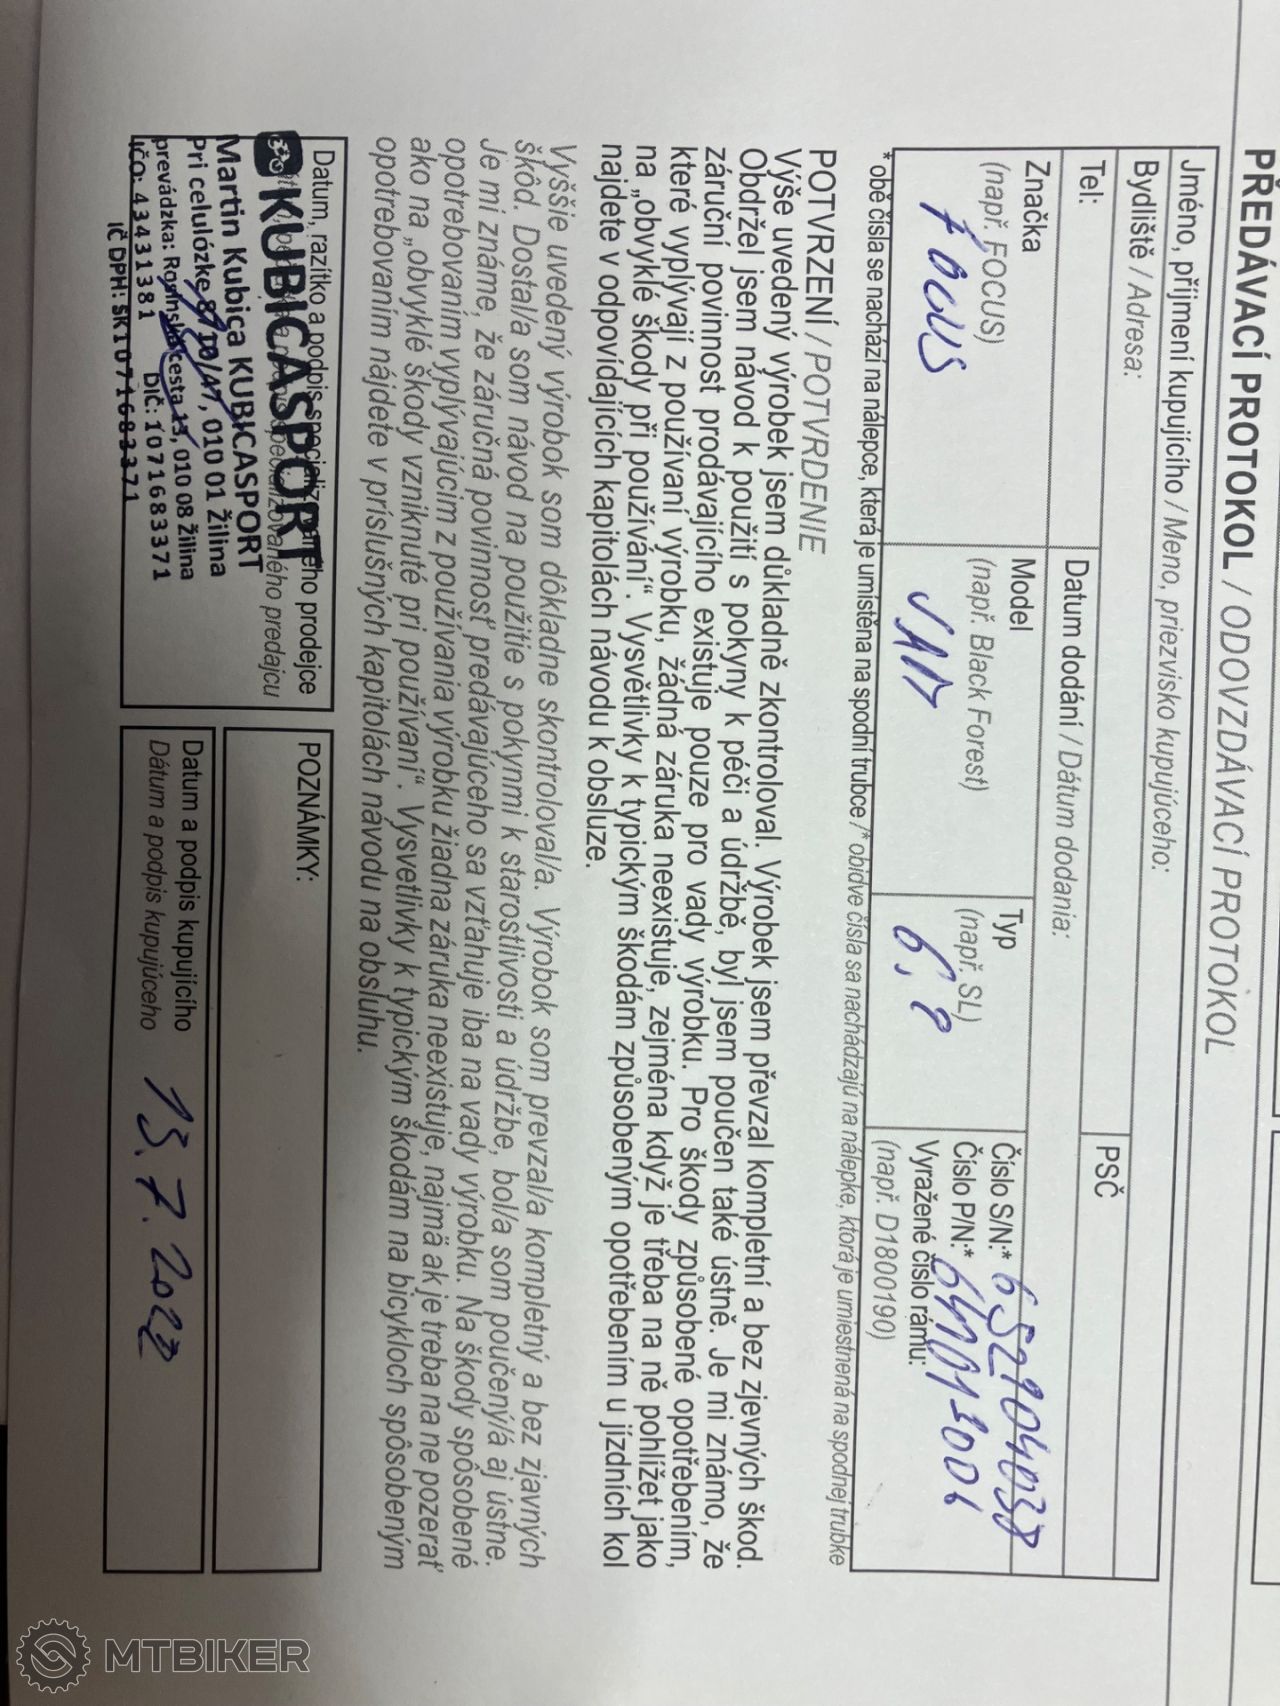 PŘEDÁVACÍ PROTOKOL / ODOVZDÁVACÍ PROTOKOL
Jméno, příjmení kupujícího / Meno, priezvisko kupujúceho:
Bydliště / Adresa:
PSČ
Tel:
Datum dodání / Dátum dodania:
Značka
(např. FOCUS)
Focus
Model
(např. Black Forest)
JAM
Typ
(např. SL)
6,8
Číslo S/N:*
Číslo P/N:*
Vyražené číslo rámu:
(např. D1800190)
* obě čísla se nachází na nálepce, která je umístěna na spodní trubce /* obidve čísla sa nachádzajú na nálepke, ktorá je umiestnená na spodnej trubke
POTVRZENÍ / POTVRDENIE
Výše uvedený výrobek jsem důkladně zkontroloval. Výrobek jsem převzal kompletní a bez zjevných škod.
Obdržel jsem návod k použití s pokyny k péči a údržbě, byl jsem poučen také ústně. Je mi známo, že
záruční povinnost prodávajícího existuje pouze pro vady výrobku. Pro škody způsobené opotřebením,
které vyplývají z používaní výrobku, žádná záruka neexistuje, zejména když je třeba na ně pohlížet jako
na „obvyklé škody při používání“. Vysvětlivky k typickým škodám způsobeným opotřebením u jízdních kol
najdete v odpovídajících kapitolách návodu k obsluze.
Vyššie uvedený výrobok som dôkladne skontroloval/a. Výrobok som prevzal/a kompletný a bez zjavných
škôd. Dostal/a som návod na použitie s pokynmi k starostlivosti a údržbe, bol/a som poučený/á aj ústne.
Je mi známe, že záručná povinnosť predávajúceho sa vzťahuje iba na vady výrobku. Na škody spôsobené
opotrebovaním vyplývajúcim z používania výrobku žiadna záruka neexistuje, najmä ak je treba na ne pozerať
ako na „obvyklé škody vzniknuté pri používaní“. Vysvetlivky k typickým škodám na bicykloch spôsobeným
opotrebovaním nájdete v príslušných kapitolách návodu na obsluhu.
Datum, razítko a podpis specializovaného prodejce
KUBICASPORT
Martin Kubica KUBICASPORT
Pri celulózke 010 01 Žilina
prevádzka: Rosinská cesta 13, 010 08 Žilina
IČO: 43431381 DIČ: 1071683371
IČ DPH: SK1071683371
POZNÁMKY:
Datum a podpis kupujícího
Dátum a podpis kupujúceho
13.7.2022
MTBIKER